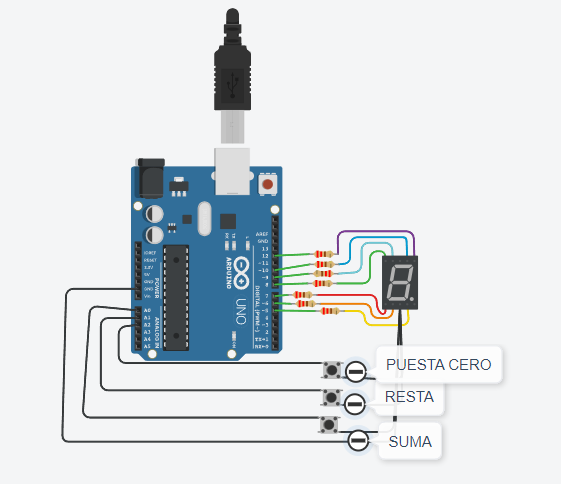 AREF
GND
13
12
~11
~10
~9
8
7
~6
~5
4
~3
2
TX→1
RX←0
IOREF
RESET
3.3V
5V
GND
GND
Vin
POWER
A0
A1
A2
A3
A4
A5
ANALOG IN
DIGITAL (PWM~)
ARDUINO
UNO
PUESTA CERO
RESTA
SUMA